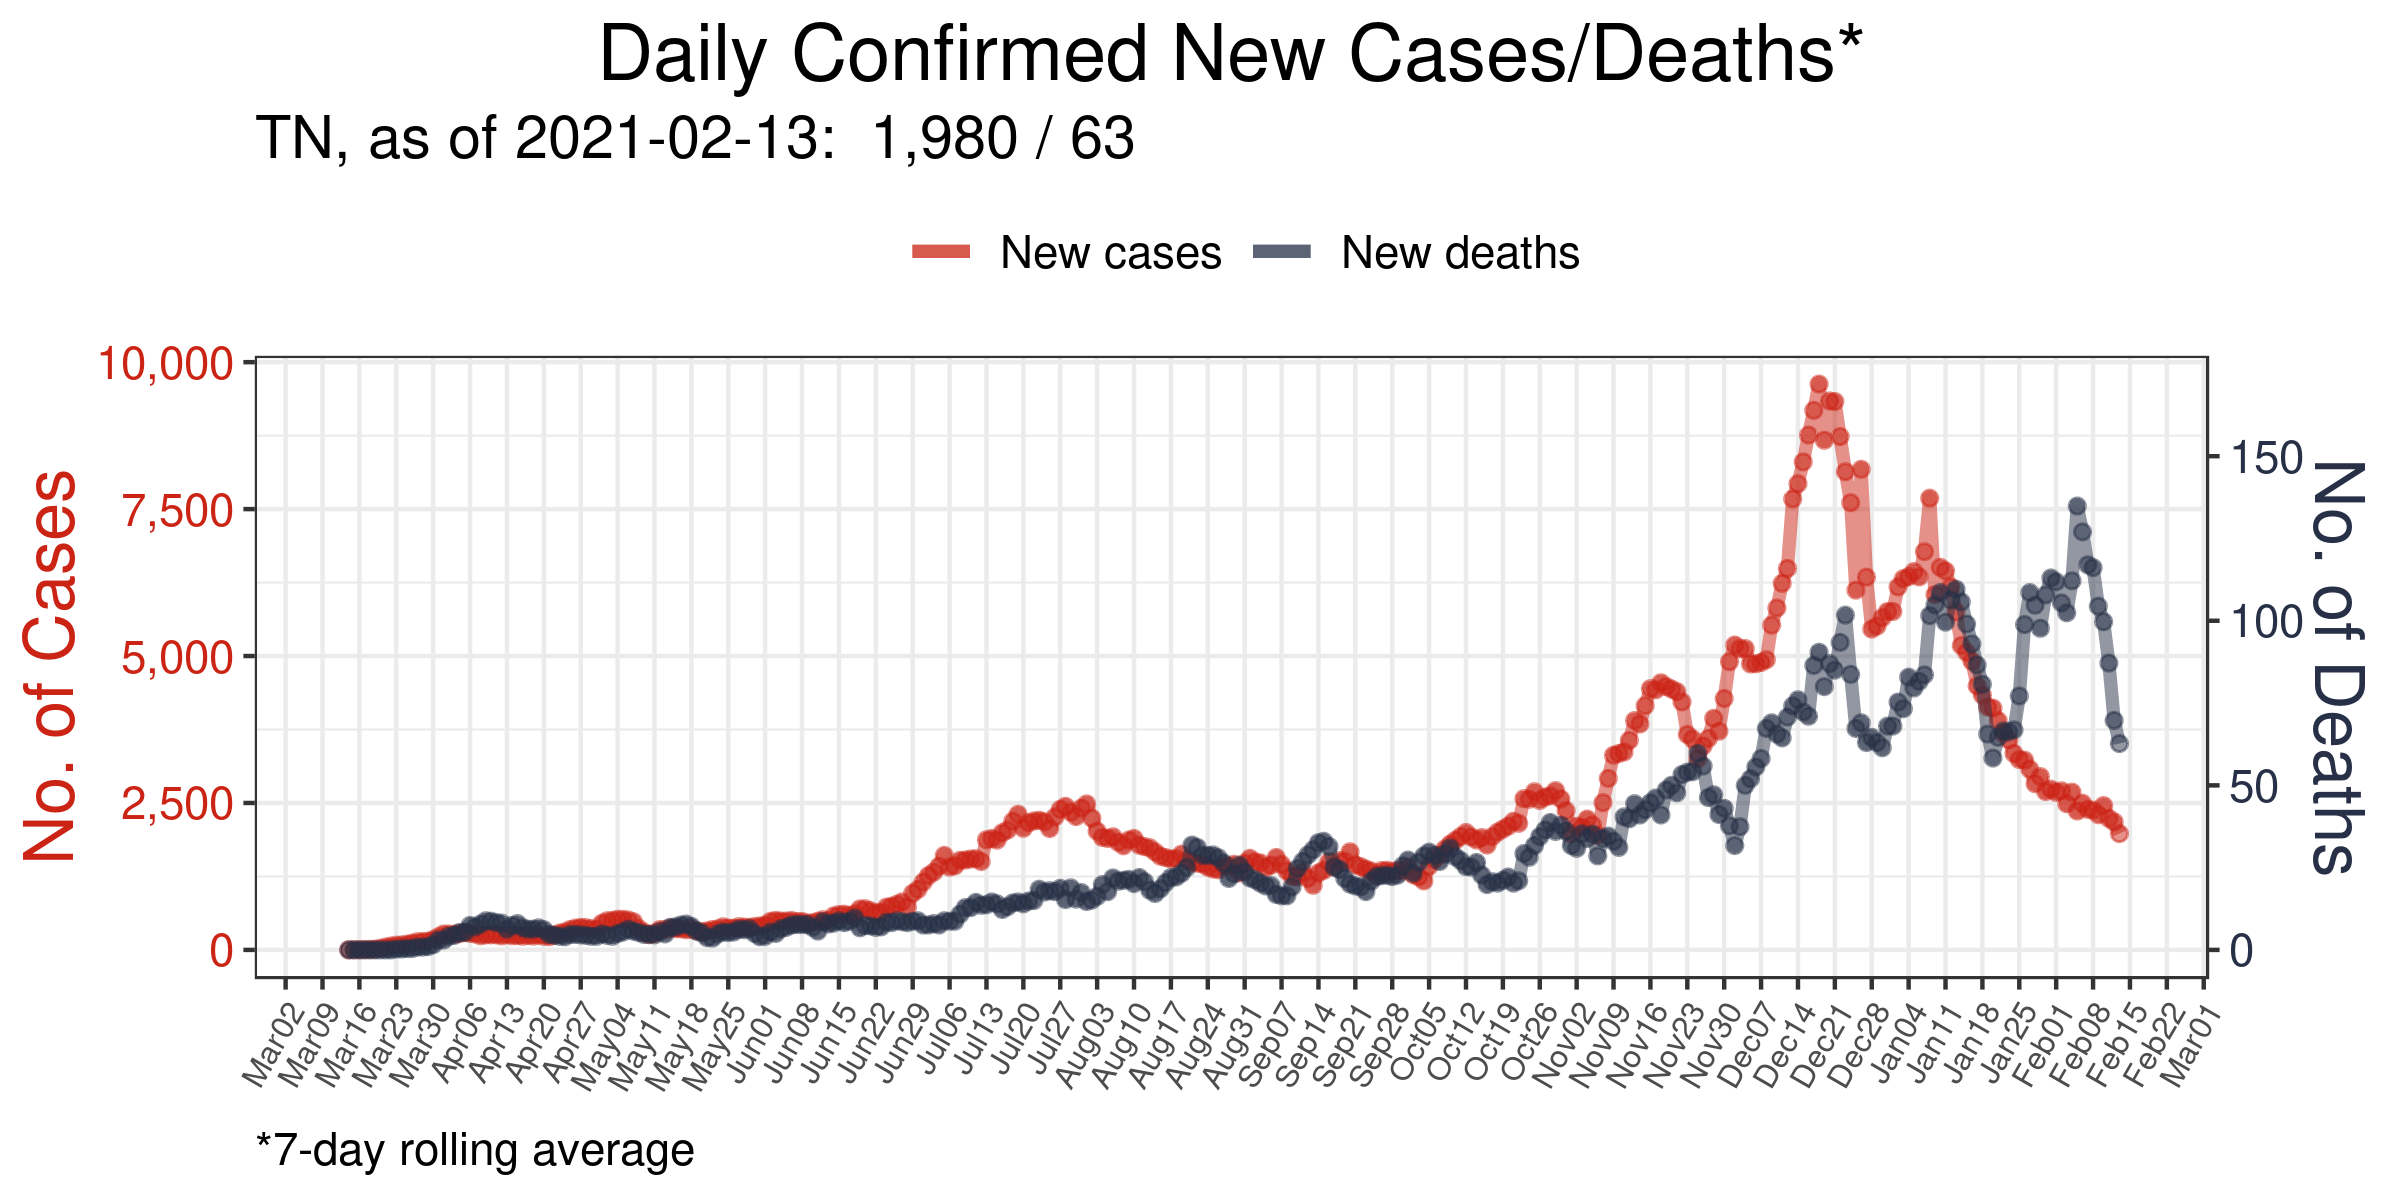 Daily Confirmed New Cases/Deaths*
TN, as of 2021-02-13:  1,980 / 63
New cases
New deaths
No. of Cases
10,000
7,500
5,000
2,500
0
150
100
50
0
No. of Deaths
Mar02
Mar09
Mar16
Mar23
Mar30
Apr06
Apr13
Apr20
Apr27
May04
May11
May18
May25
Jun01
Jun08
Jun15
Jun22
Jun29
Jul06
Jul13
Jul20
Jul27
Aug03
Aug10
Aug17
Aug24
Aug31
Sep07
Sep14
Sep21
Sep28
Oct05
Oct12
Oct19
Oct26
Nov02
Nov09
Nov16
Nov23
Nov30
Dec07
Dec14
Dec21
Dec28
Jan04
Jan11
Jan18
Jan25
Feb01
Feb08
Feb15
Feb22
Mar01
*7-day rolling average